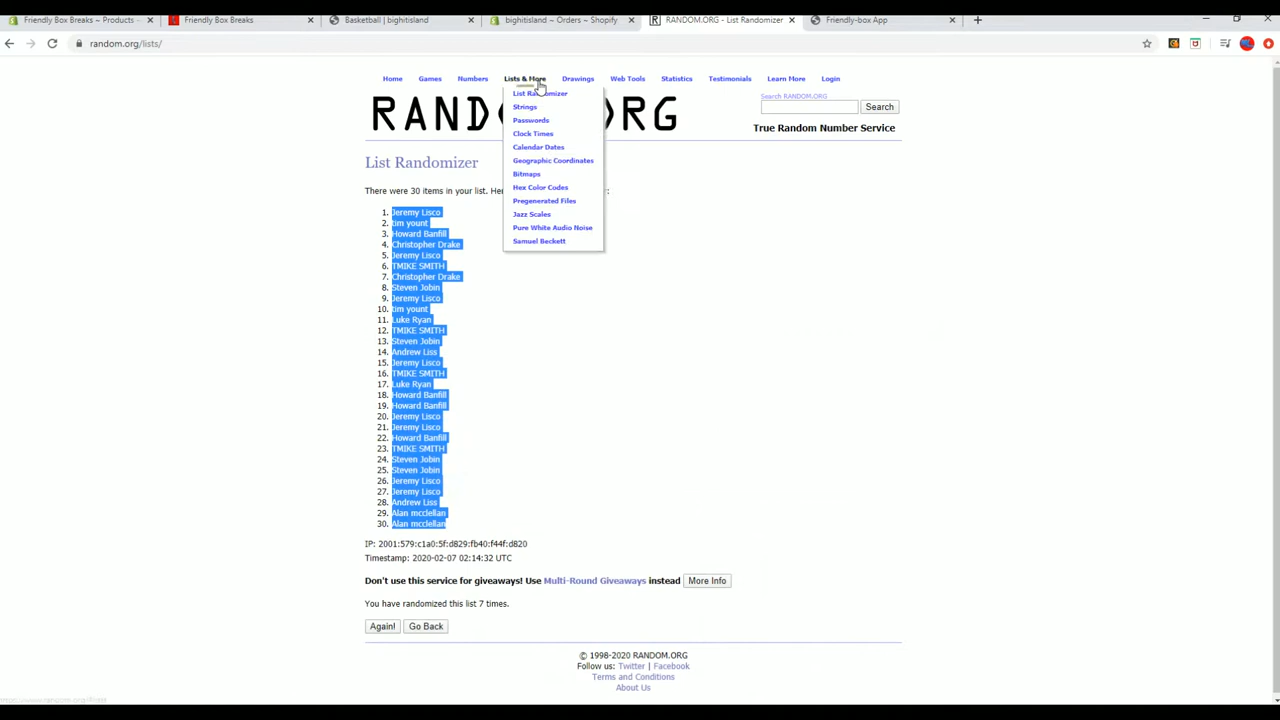 Friendly Box Breaks ~ Products
Friendly Box Breaks
Basketball | bighitisland
bighitisland ~ Orders ~ Shopify
RANDOM.ORG - List Randomizer
Friendly-box App
random.org/lists/
Home Games Numbers Lists & More Drawings Web Tools Statistics Testimonials Learn More Login
List Randomizer
Strings
Passwords
Clock Times
Calendar Dates
Geographic Coordinates
Bitmaps
Hex Color Codes
Pregenerated Files
Jazz Scales
Pure White Audio Noise
Samuel Beckett
Search RANDOM.ORG
Search
True Random Number Service
List Randomizer
There were 30 items in your list.
1. Jeremy Lisco
2. tim yount
3. Howard Banfill
4. Christopher Drake
5. Jeremy Lisco
6. TMIKE SMITH
7. Christopher Drake
8. Steven Jobin
9. Jeremy Lisco
10. tim yount
11. Luke Ryan
12. TMIKE SMITH
13. Steven Jobin
14. Andrew Liss
15. Jeremy Lisco
16. TMIKE SMITH
17. Luke Ryan
18. Howard Banfill
19. Howard Banfill
20. Jeremy Lisco
21. Jeremy Lisco
22. Howard Banfill
23. TMIKE SMITH
24. Steven Jobin
25. Steven Jobin
26. Jeremy Lisco
27. Jeremy Lisco
28. Andrew Liss
29. Alan mcclellan
30. Alan mcclellan
IP: 2001:579:c1a0:5f:d829:fb40:f44f:d820
Timestamp: 2020-02-07 02:14:32 UTC
Don't use this service for giveaways! Use Multi-Round Giveaways instead More Info
You have randomized this list 7 times.
Again! Go Back
© 1998-2020 RANDOM.ORG
Follow us: Twitter | Facebook
Terms and Conditions
About Us